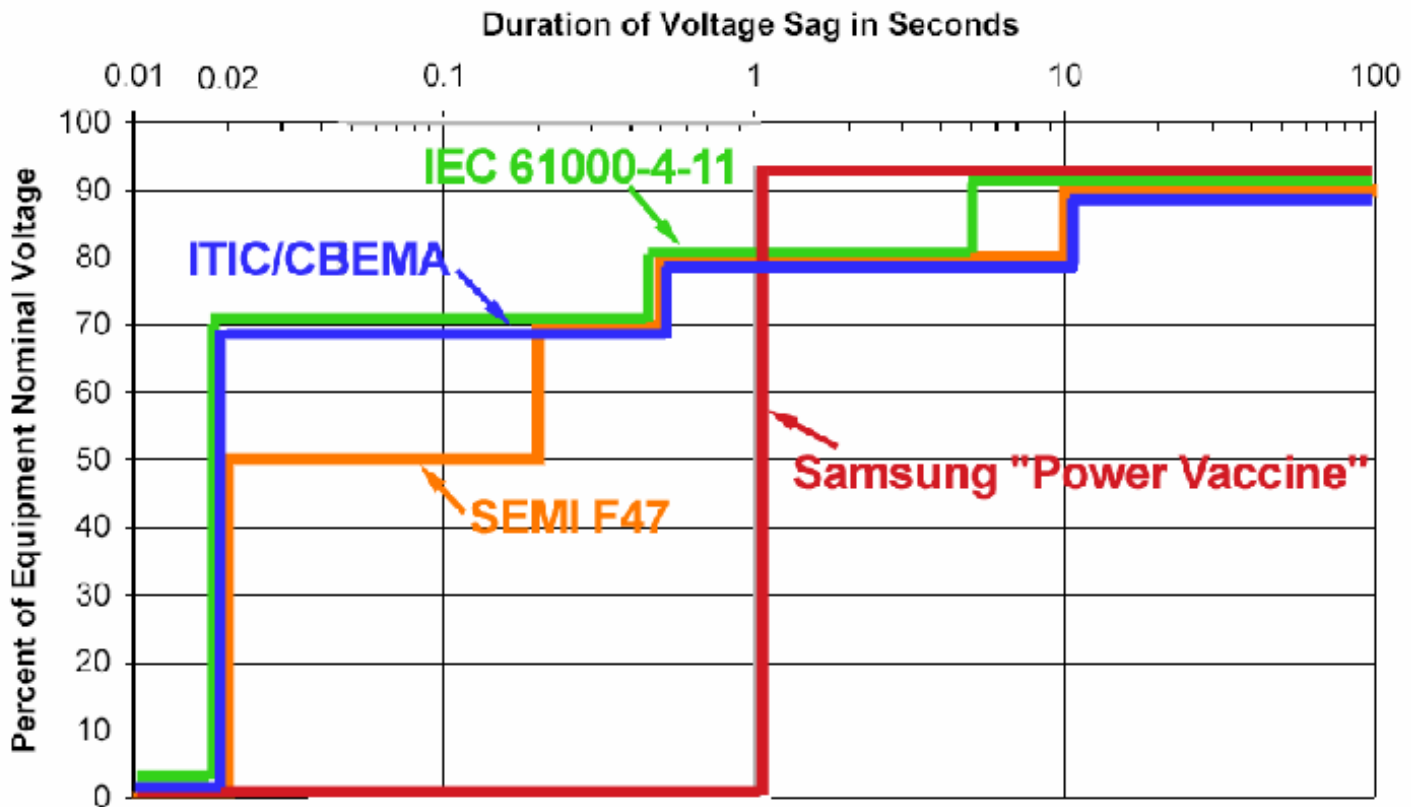 Duration of Voltage Sag in Seconds
0.01 0.02 0.1 1 10 100
100
IEC 61000-4-11
90
80
ITIC/CBEMA
70
60
50
Samsung "Power Vaccine"
SEMI F47
40
30
20
10
0
Percent of Equipment Nominal Voltage